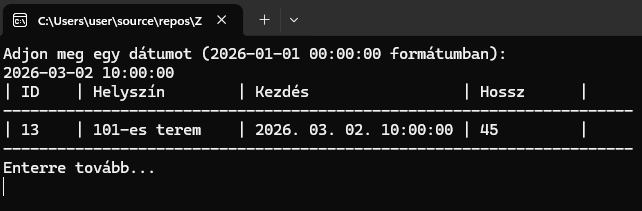 C:\Users\user\source\repos\Z
Adjon meg egy dátumot (2026-01-01 00:00:00 formátumban):
2026-03-02 10:00:00
| ID    | Helyszín        | Kezdés                | Hossz      |
----------------------------------------------------------------------
| 13    | 101-es terem    | 2026. 03. 02. 10:00:00 | 45         |
----------------------------------------------------------------------
Enterre tovább...